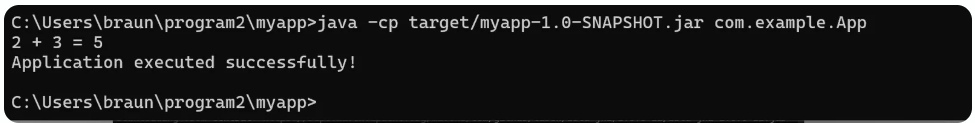 C:\Users\braun\program2\myapp>java -cp target/myapp-1.0-SNAPSHOT.jar com.example.App
2 + 3 = 5
Application executed successfully!
C:\Users\braun\program2\myapp>